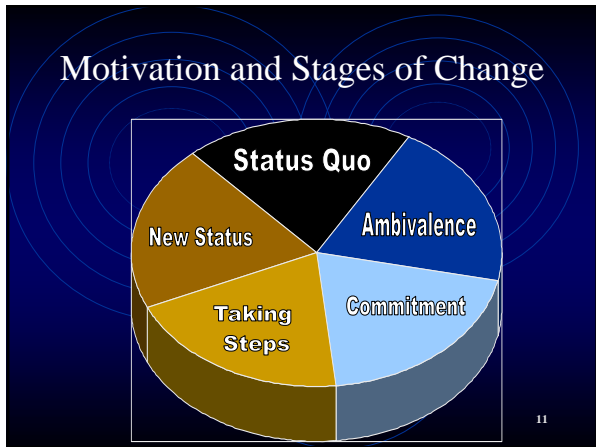 Motivation and Stages of Change
Status Quo
Ambivalence
New Status
Commitment
Taking
Steps
11